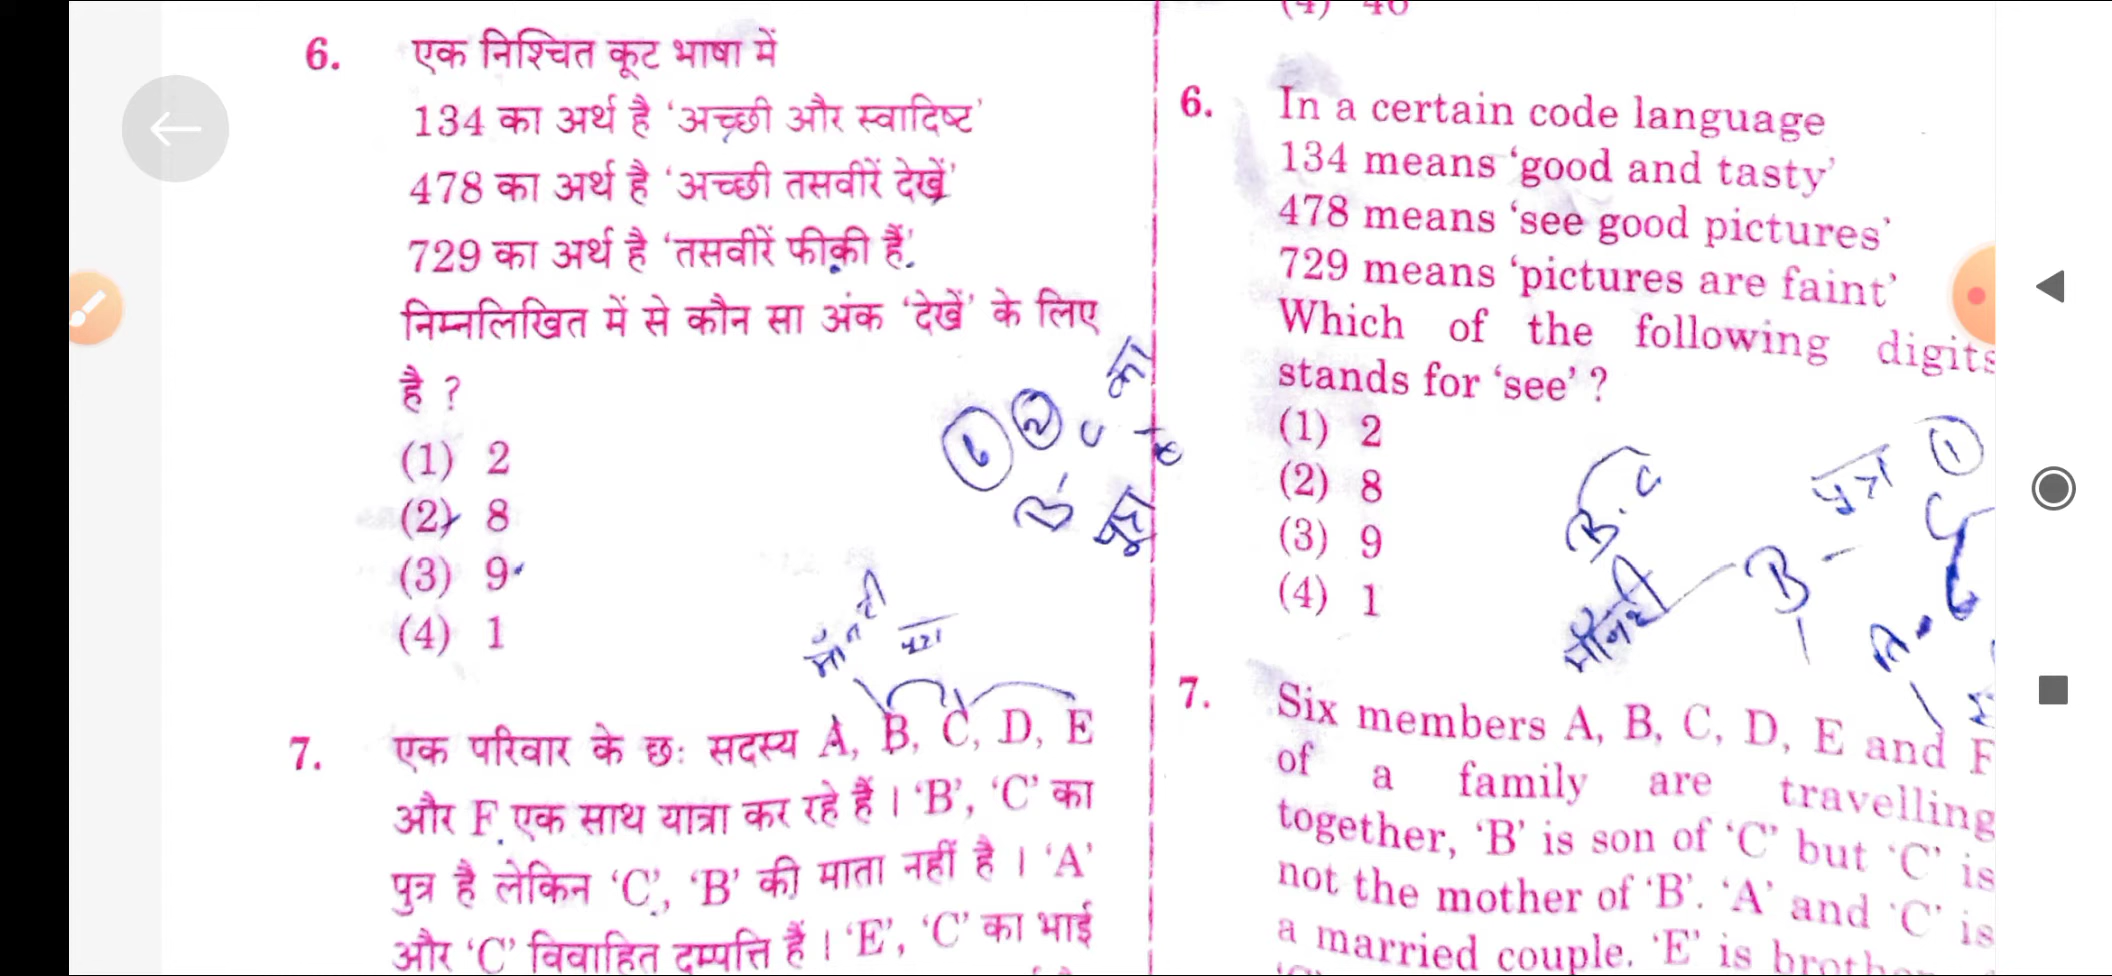 6. एक निश्चित कूट भाषा में
134 का अर्थ है ‘अच्छी और स्वादिष्ट’
478 का अर्थ है ‘अच्छी तसवीरें देखें’
729 का अर्थ है ‘तसवीरें फीकी हैं’.
निम्नलिखित में से कौन सा अंक ‘देखें’ के लिए
है ?
(1) 2
(2) 8
(3) 9
(4) 1
7. एक परिवार के छः सदस्य A, B, C, D, E
और F एक साथ यात्रा कर रहे हैं । ‘B’, ‘C’ का
पुत्र है लेकिन ‘C’, ‘B’ की माता नहीं है । ‘A’
और ‘C’ विवाहित दम्पत्ति हैं । ‘E’, ‘C’ का भाई
(4) 40
6. In a certain code language
134 means ‘good and tasty’
478 means ‘see good pictures’
729 means ‘pictures are faint’
Which of the following digits
stands for ‘see’ ?
(1) 2
(2) 8
(3) 9
(4) 1
पुत्र 1
B. C
B - C
7. Six members A, B, C, D, E and F
of a family are travelling
together, ‘B’ is son of ‘C’ but ‘C’ is
not the mother of ‘B’. ‘A’ and ‘C’ is
a married couple. ‘E’ is brother